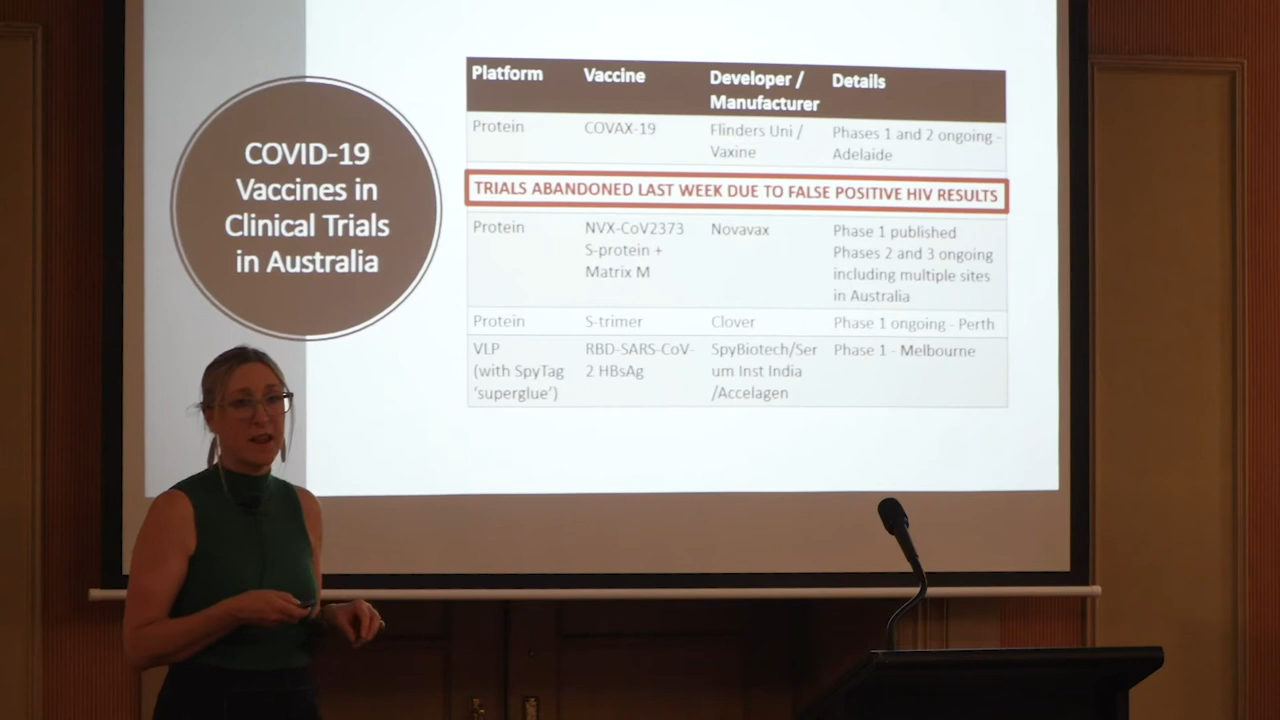 COVID-19
Vaccines in
Clinical Trials
in Australia
Platform Vaccine Developer / Details
Manufacturer
Protein COVAX-19 Flinders Uni / Phases 1 and 2 ongoing -
Vaxine Adelaide
TRIALS ABANDONED LAST WEEK DUE TO FALSE POSITIVE HIV RESULTS
Protein NVX-CoV2373 Novavax Phase 1 published
S-protein + Phases 2 and 3 ongoing
Matrix M including multiple sites
in Australia
Protein S-trimer Clover Phase 1 ongoing - Perth
VLP RBD-SARS-CoV- SpyBiotech/Ser Phase 1 - Melbourne
(with SpyTag 2 HBsAg um Inst India
'superglue') /Accelagen